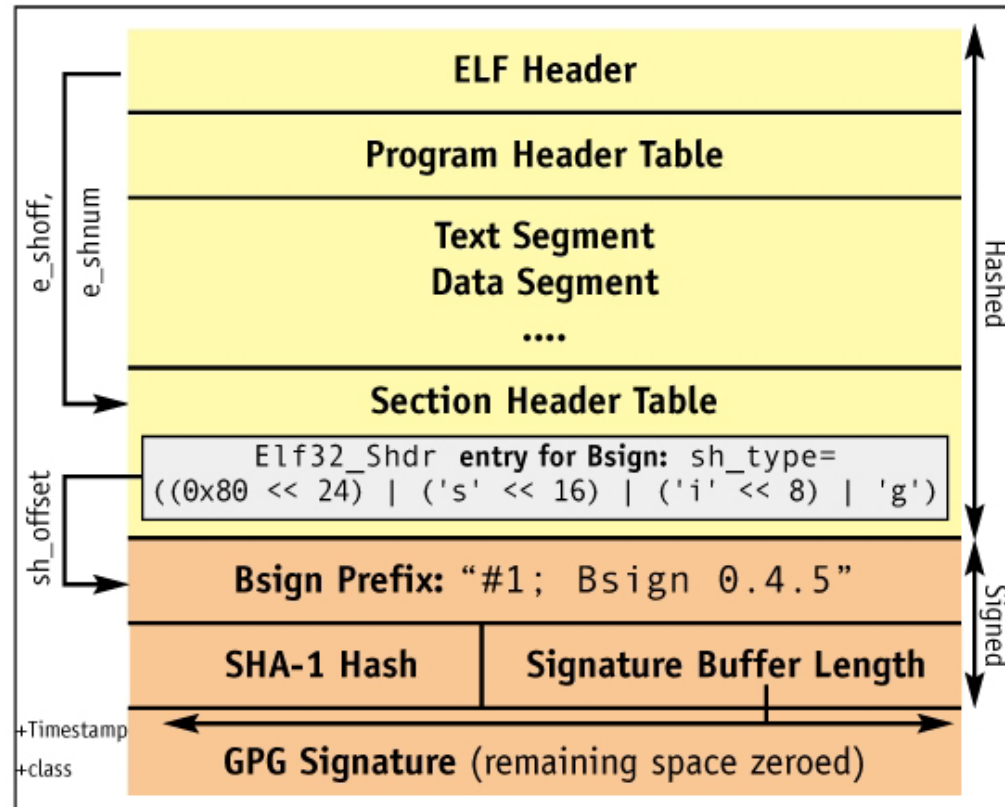 ELF Header
Program Header Table
Text Segment
Data Segment
....
Section Header Table
Elf32_Shdr entry for Bsign: sh_type=
((0x80 << 24) | ('s' << 16) | ('i' << 8) | 'g')
Bsign Prefix: “#1; Bsign 0.4.5”
SHA-1 Hash
Signature Buffer Length
GPG Signature (remaining space zeroed)
e_shoff,
e_shnum
sh_offset
+Timestamp
+class
Hashed
Signed